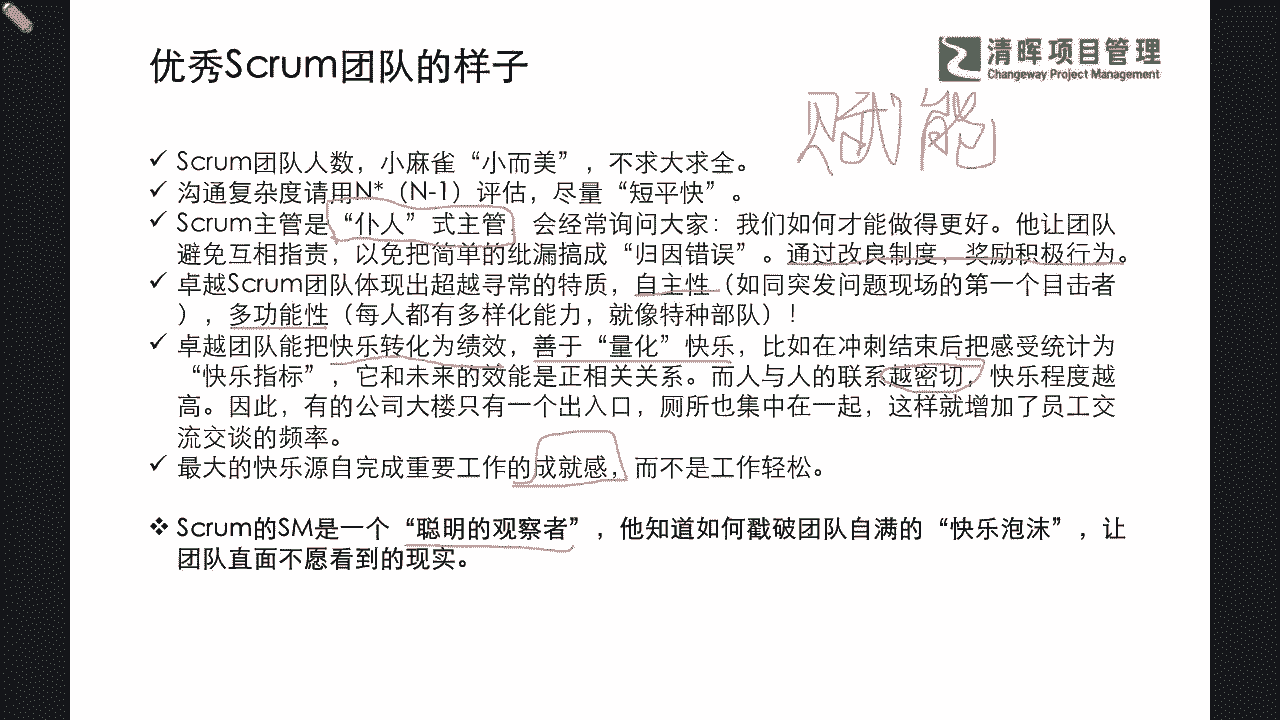 优秀Scrum团队的样子
清晖项目管理
Changeway Project Management
赋能
✓ Scrum团队人数，小麻雀“小而美”，不求大求全。
✓ 沟通复杂度请用N*（N-1）评估，尽量“短平快”。
✓ Scrum主管是“仆人”式主管，会经常询问大家：我们如何才能做得更好。他让团队
避免互相指责，以免把简单的纰漏搞成“归因错误”。通过改良制度，奖励积极行为。
✓ 卓越Scrum团队体现出超越寻常的特质，自主性（如同突发问题现场的第一个目击者
），多功能性（每人都有多样化能力，就像特种部队）！
✓ 卓越团队能把快乐转化为绩效，善于“量化”快乐，比如在冲刺结束后把感受统计为
“快乐指标”，它和未来的效能是正相关关系。而人与人的联系越密切，快乐程度越
高。因此，有的公司大楼只有一个出入口，厕所也集中在一起，这样就增加了员工交
流交谈的频率。
✓ 最大的快乐源自完成重要工作的成就感，而不是工作轻松。
❖ Scrum的SM是一个“聪明的观察者”，他知道如何戳破团队自满的“快乐泡沫”，让
团队直面不愿看到的现实。